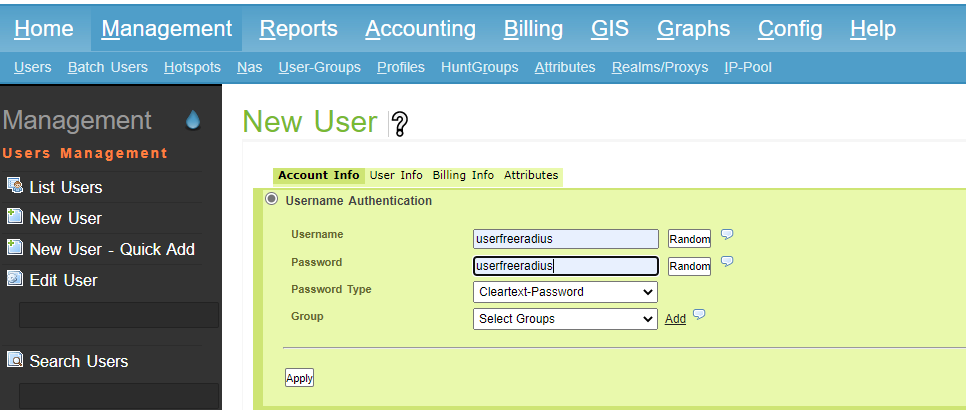 Home Management Reports Accounting Billing GIS Graphs Config Help
Users Batch Users Hotspots Nas User-Groups Profiles HuntGroups Attributes Realms/Proxys IP-Pool
Management
Users Management
List Users
New User
New User - Quick Add
Edit User
Search Users
New User ?
Account Info User Info Billing Info Attributes
Username Authentication
Username userfreeradius Random
Password userfreeradius Random
Password Type Cleartext-Password
Group Select Groups Add
Apply